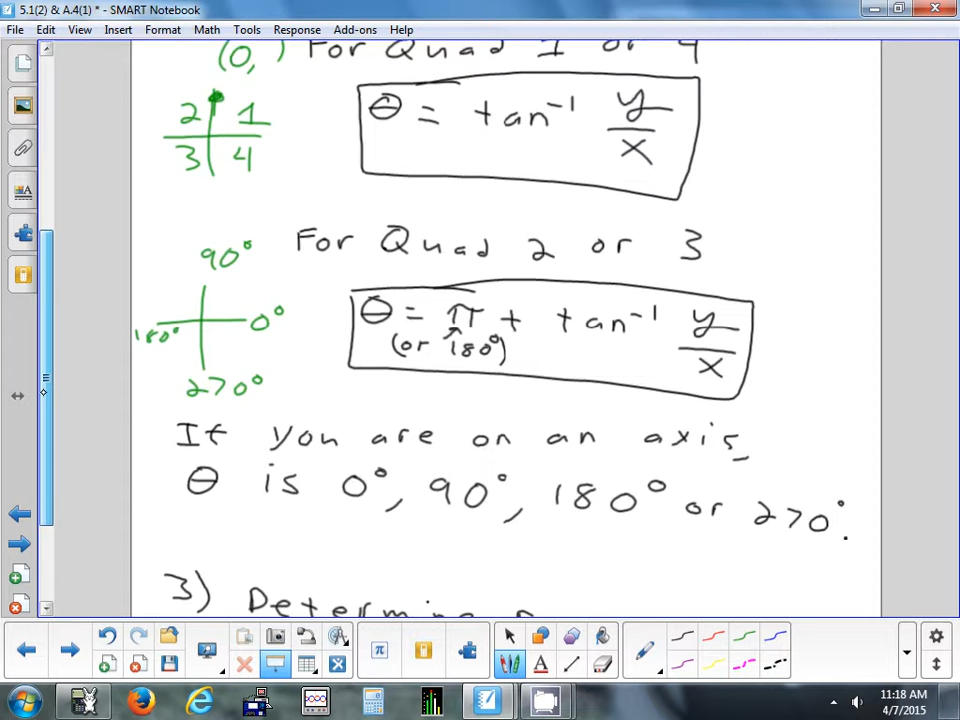 5.1(2) & A.4(1) * - SMART Notebook
File Edit View Insert Format Math Tools Response Add-ons Help
(0, ) For Quad 1 or 4
2 1
3 4
θ = tan⁻¹ y/x
For Quad 2 or 3
90°
180° 0°
270°
θ = π + tan⁻¹ y/x
(or 180°)
If you are on an axis,
θ is 0°, 90°, 180° or 270°.
3) Determine
π
A
11:18 AM
4/7/2015